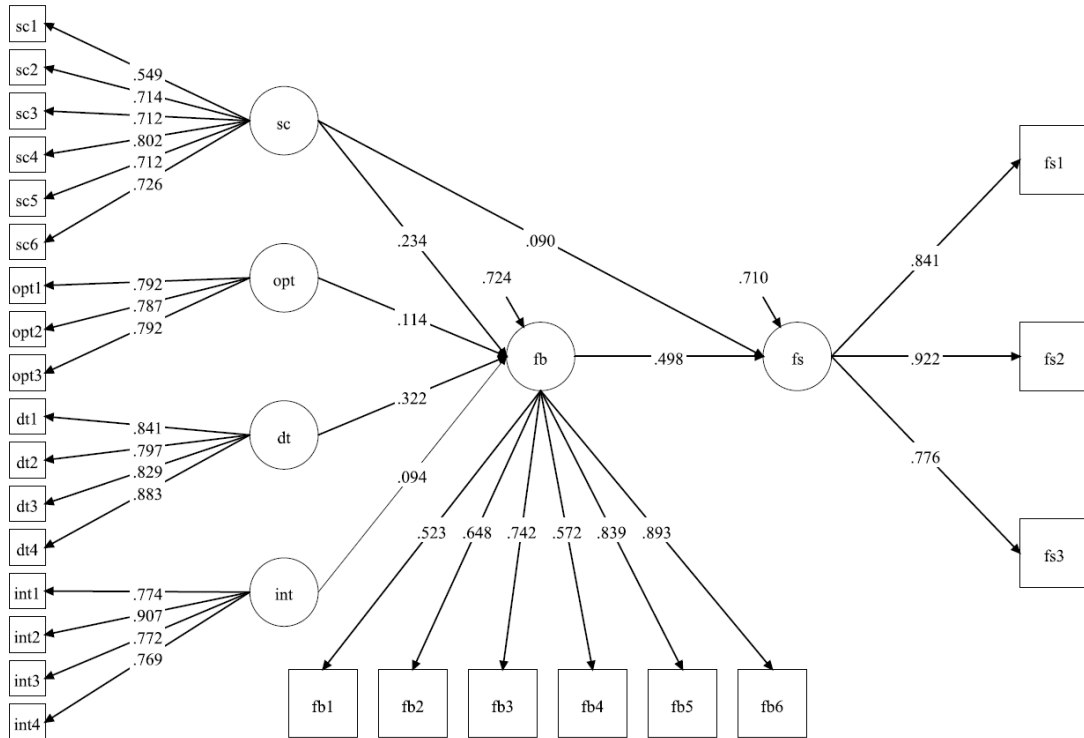 sc1
sc2
sc3
sc4
sc5
sc6
.549
.714
.712
.802
.712
.726
sc
opt1
opt2
opt3
.792
.787
.792
opt
dt1
dt2
dt3
dt4
.841
.797
.829
.883
dt
int1
int2
int3
int4
.774
.907
.772
.769
int
.234
.090
.114
.322
.094
.724
fb
.498
.710
fs
.841
.922
.776
fs1
fs2
fs3
.523
.648
.742
.572
.839
.893
fb1
fb2
fb3
fb4
fb5
fb6